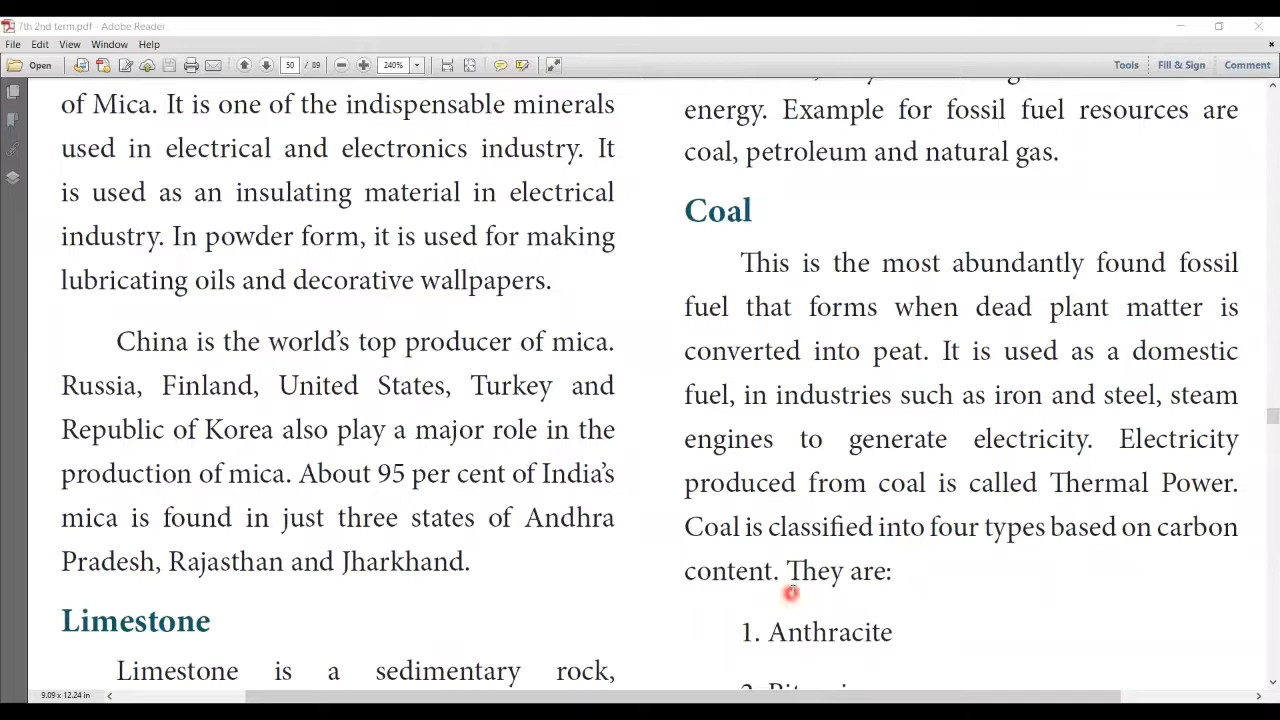 7th 2nd term.pdf - Adobe Reader
File Edit View Window Help
Open 50 / 89 240% Tools Fill & Sign Comment
of Mica. It is one of the indispensable minerals
used in electrical and electronics industry. It
is used as an insulating material in electrical
industry. In powder form, it is used for making
lubricating oils and decorative wallpapers.
China is the world's top producer of mica.
Russia, Finland, United States, Turkey and
Republic of Korea also play a major role in the
production of mica. About 95 per cent of India's
mica is found in just three states of Andhra
Pradesh, Rajasthan and Jharkhand.
Limestone
Limestone is a sedimentary rock,
energy. Example for fossil fuel resources are
coal, petroleum and natural gas.
Coal
This is the most abundantly found fossil
fuel that forms when dead plant matter is
converted into peat. It is used as a domestic
fuel, in industries such as iron and steel, steam
engines to generate electricity. Electricity
produced from coal is called Thermal Power.
Coal is classified into four types based on carbon
content. They are:
1. Anthracite
9.09 x 12.24 in